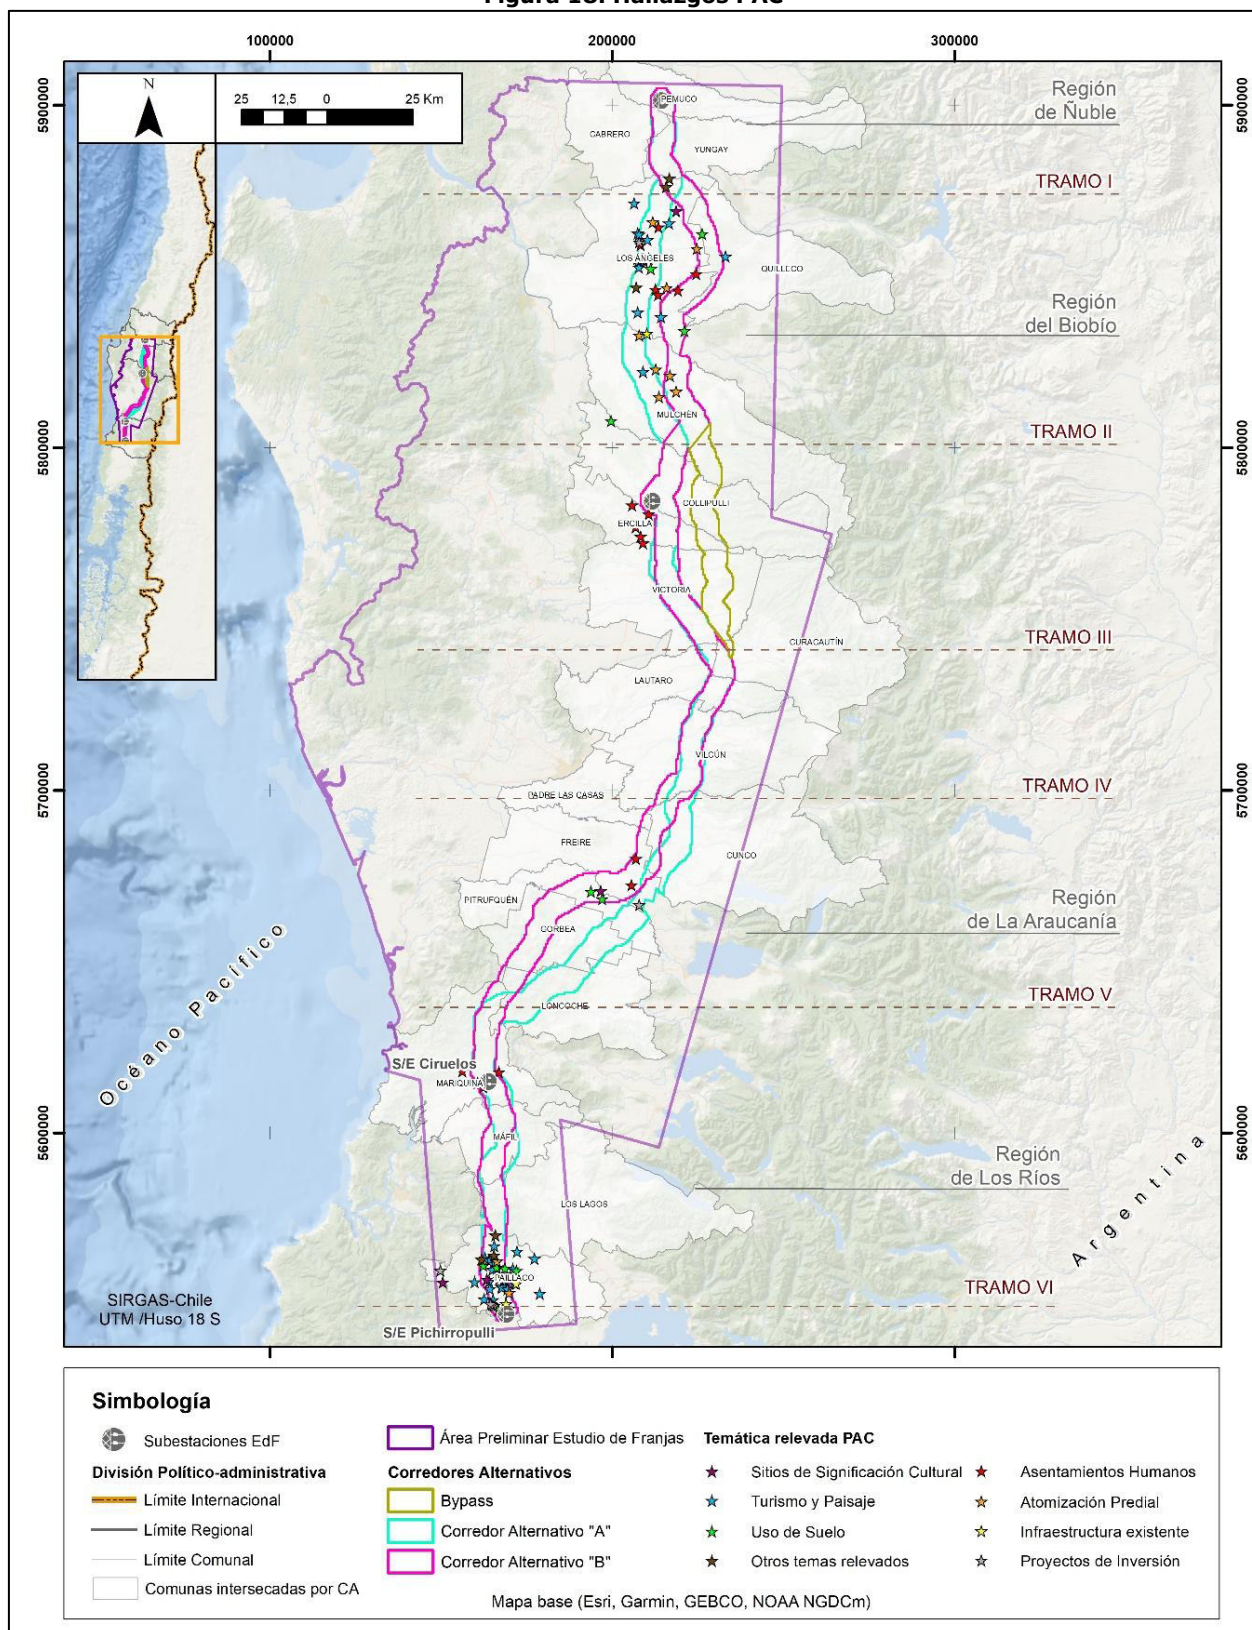 Figura 18. Hallazgos PAC
100000
200000
300000
5900000
5900000
N
25
12,5
0
25 Km
PEMUCO
Región
de Ñuble
CABRERO
YUNGAY
TRAMO I
LOS ÁNGELES
QUILLECO
Región
del Biobío
MULCHÉN
TRAMO II
5800000
5800000
COLLIPULLI
ERCILLA
VICTORIA
CURACAUTÍN
TRAMO III
LAUTARO
VILCÚN
5700000
5700000
PADRE LAS CASAS
TRAMO IV
FREIRE
CUNCO
PITRUFQUÉN
Región
de La Araucanía
GORBEA
Océano Pacífico
LONCOCHE
TRAMO V
S/E Ciruelos
MARIQUINA
5600000
5600000
MÁFIL
Región
de Los Ríos
LOS LAGOS
Argentina
PAILLACO
TRAMO VI
SIRGAS-Chile
UTM /Huso 18 S
S/E Pichirropulli
Simbología
Subestaciones EdF
División Político-administrativa
Límite Internacional
Límite Regional
Límite Comunal
Comunas intersecadas por CA
Área Preliminar Estudio de Franjas
Corredores Alternativos
Bypass
Corredor Alternativo "A"
Corredor Alternativo "B"
Temática relevada PAC
Sitios de Significación Cultural
Turismo y Paisaje
Uso de Suelo
Otros temas relevados
Asentamientos Humanos
Atomización Predial
Infraestructura existente
Proyectos de Inversión
Mapa base (Esri, Garmin, GEBCO, NOAA NGDCm)